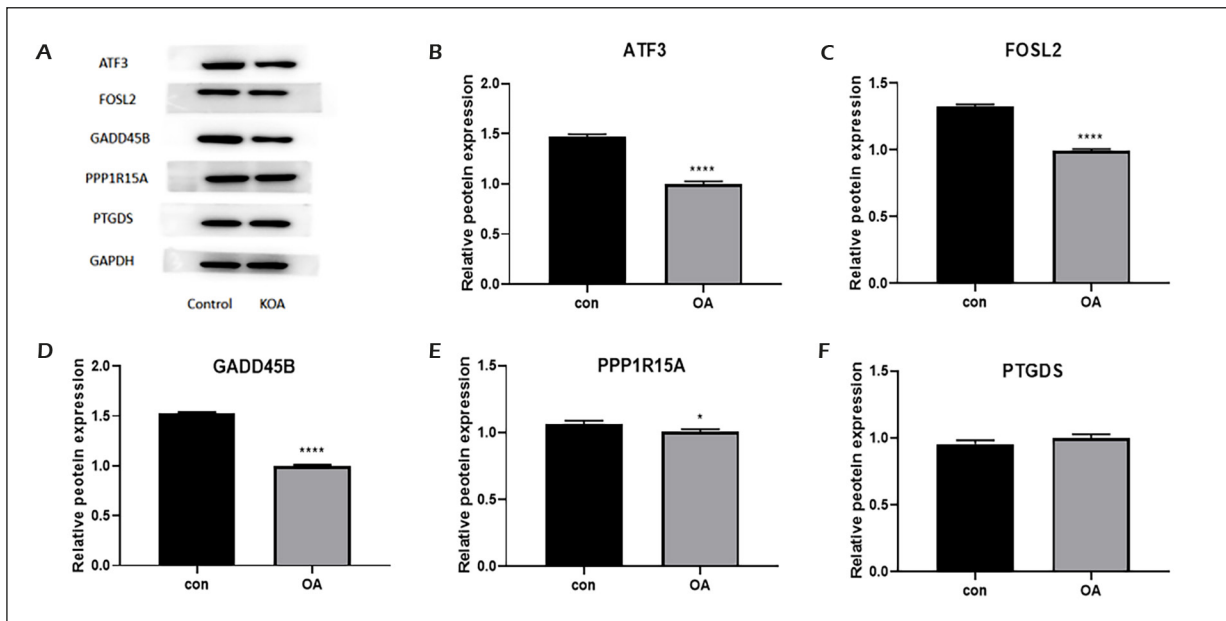 A
ATF3
FOSL2
GADD45B
PPP1R15A
PTGDS
GAPDH
Control KOA
B
ATF3
Relative peotein expression
2.0
1.5
1.0
0.5
0.0
****
con OA
C
FOSL2
Relative peotein expression
1.5
1.0
0.5
0.0
****
con OA
D
GADD45B
Relative peotein expression
2.0
1.5
1.0
0.5
0.0
****
con OA
E
PPP1R15A
Relative peotein expression
1.5
1.0
0.5
0.0
*
con OA
F
PTGDS
Relative peotein expression
1.5
1.0
0.5
0.0
con OA